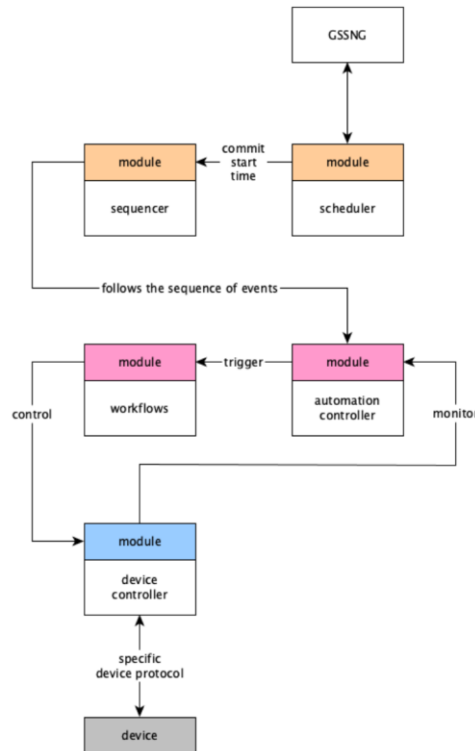 GSSNG
commit
start
time
module
module
sequencer
scheduler
follows the sequence of events
module
trigger
module
control
workflows
automation
controller
monitor
module
device
controller
specific
device protocol
device